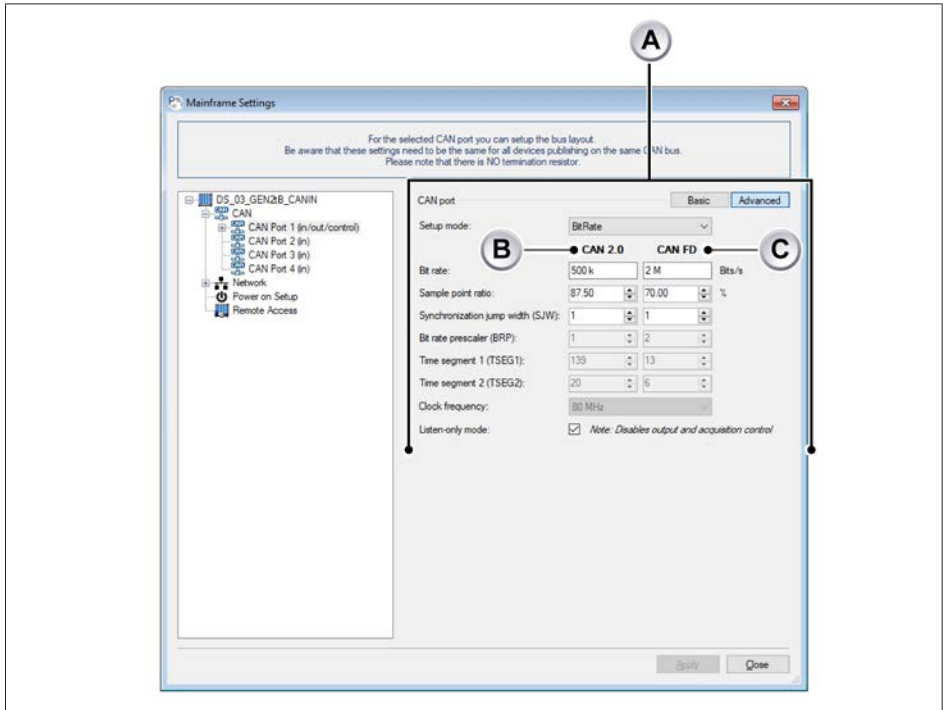 A
Mainframe Settings
For the selected CAN port you can setup the bus layout.
Be aware that these settings need to be the same for all devices publishing on the same CAN bus.
Please note that there is NO termination resistor.
DS_03_GEN2iB_CANIN
CAN
CAN Port 1 (in/out/control)
CAN Port 2 (in)
CAN Port 3 (in)
CAN Port 4 (in)
Network
Power on Setup
Remote Access
CAN port Basic Advanced
Setup mode: BitRate
B CAN 2.0 CAN FD C
Bit rate: 500 k 2 M Bits/s
Sample point ratio: 87.50 70.00 %
Synchronization jump width (SJW): 1 1
Bit rate prescaler (BRP): 1 2
Time segment 1 (TSEG1): 139 13
Time segment 2 (TSEG2): 20 6
Clock frequency: 80 MHz
Listen-only mode: Note: Disables output and acquisition control
Apply Close